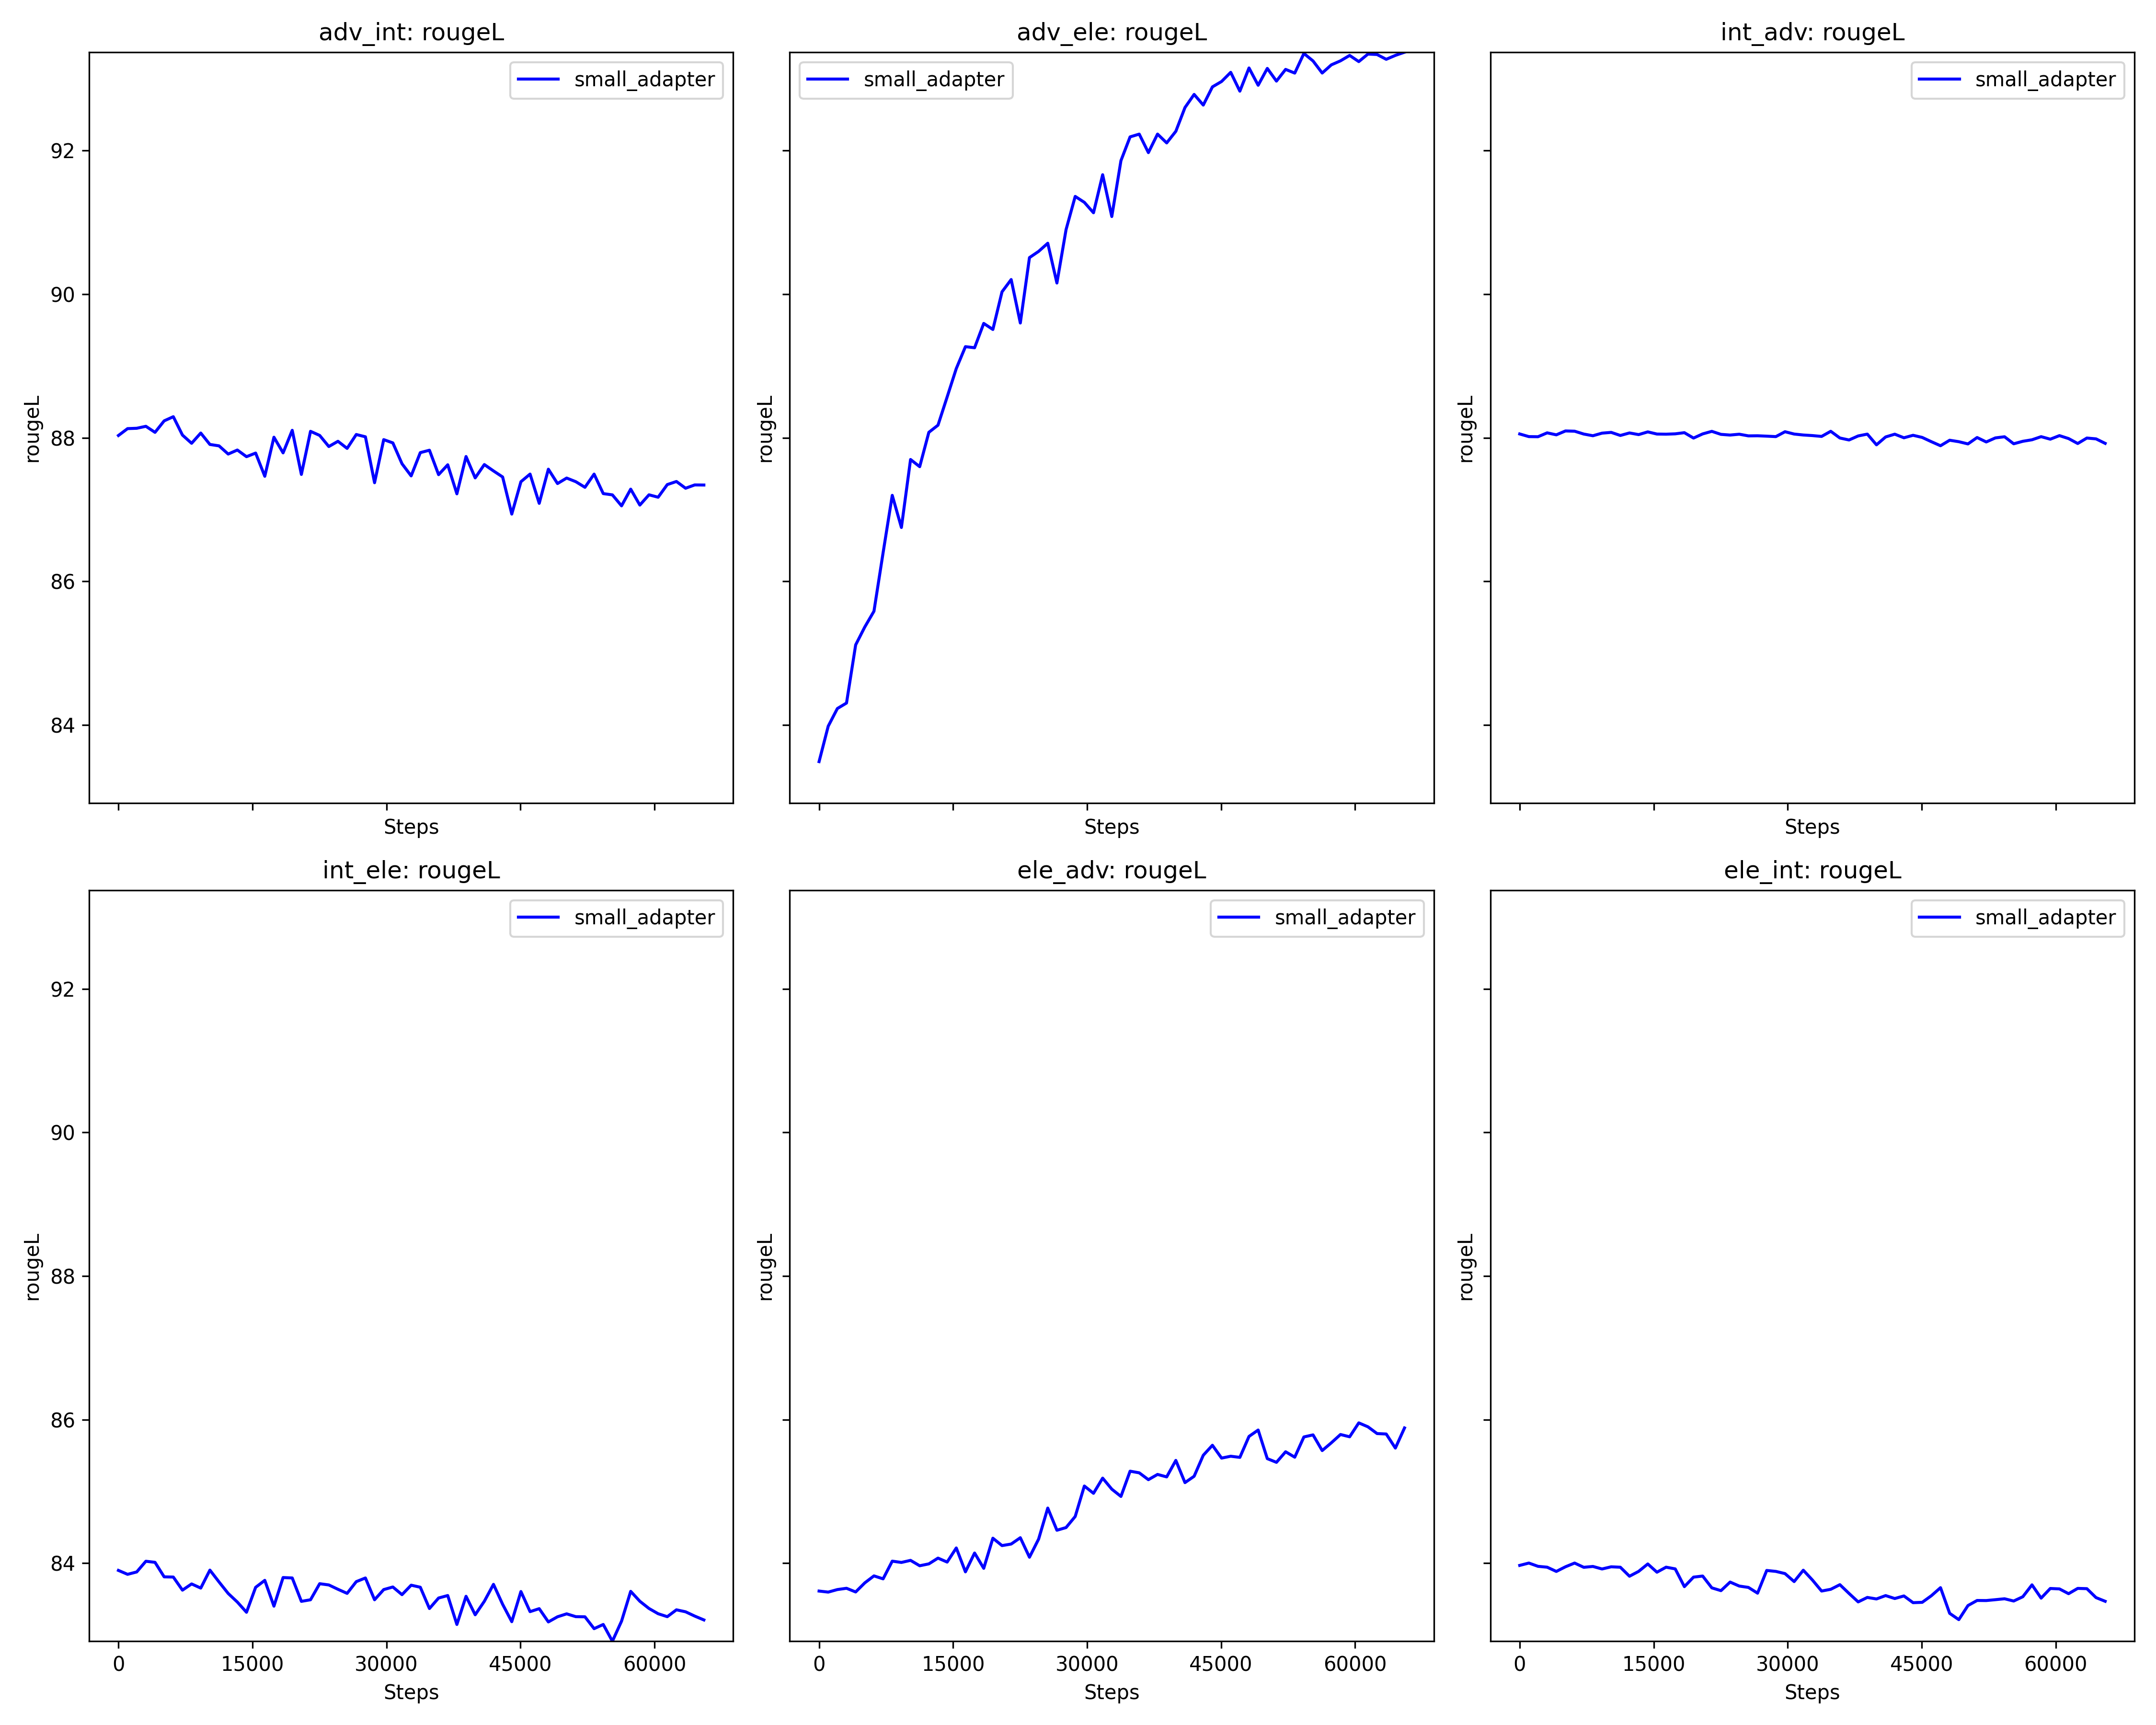 adv_int: rougeL
small_adapter
92
90
88
86
84
rougeL
Steps
adv_ele: rougeL
small_adapter
rougeL
Steps
int_adv: rougeL
small_adapter
rougeL
Steps
int_ele: rougeL
small_adapter
92
90
88
86
84
rougeL
0 15000 30000 45000 60000
Steps
ele_adv: rougeL
small_adapter
rougeL
0 15000 30000 45000 60000
Steps
ele_int: rougeL
small_adapter
rougeL
0 15000 30000 45000 60000
Steps